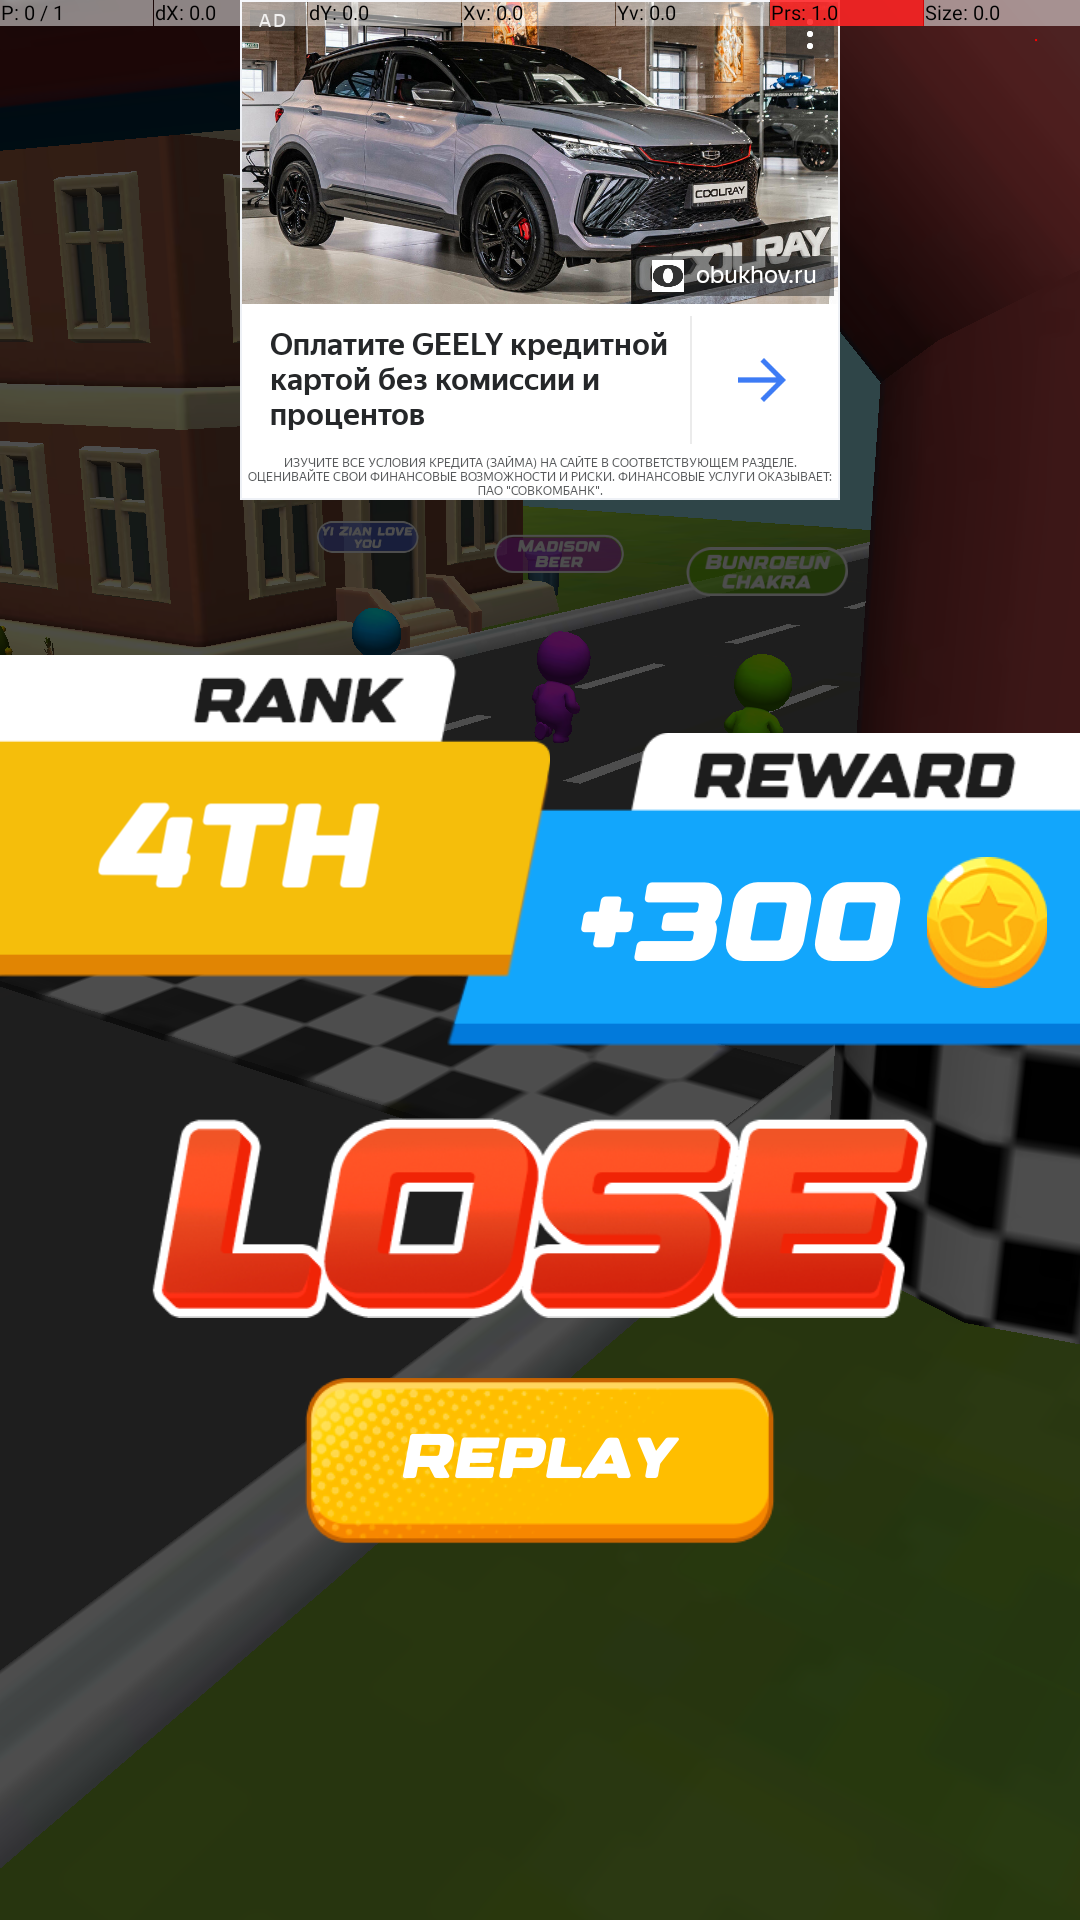 P: 0 / 1 dX: 0.0 dY: 0.0 Xv: 0.0 Yv: 0.0 Prs: 1.0 Size: 0.0
AD
COOLRAY
COOLRAY
obukhov.ru
Оплатите GEELY кредитной
картой без комиссии и
процентов
ИЗУЧИТЕ ВСЕ УСЛОВИЯ КРЕДИТА (ЗАЙМА) НА САЙТЕ В СООТВЕТСТВУЮЩЕМ РАЗДЕЛЕ.
ОЦЕНИВАЙТЕ СВОИ ФИНАНСОВЫЕ ВОЗМОЖНОСТИ И РИСКИ. ФИНАНСОВЫЕ УСЛУГИ ОКАЗЫВАЕТ:
ПАО "СОВКОМБАНК".
YI ZIAN LOVE
YOU
MADISON
BEER
BUNROEUN
CHAKRA
RANK
4TH
REWARD
+300
LOSE
REPLAY